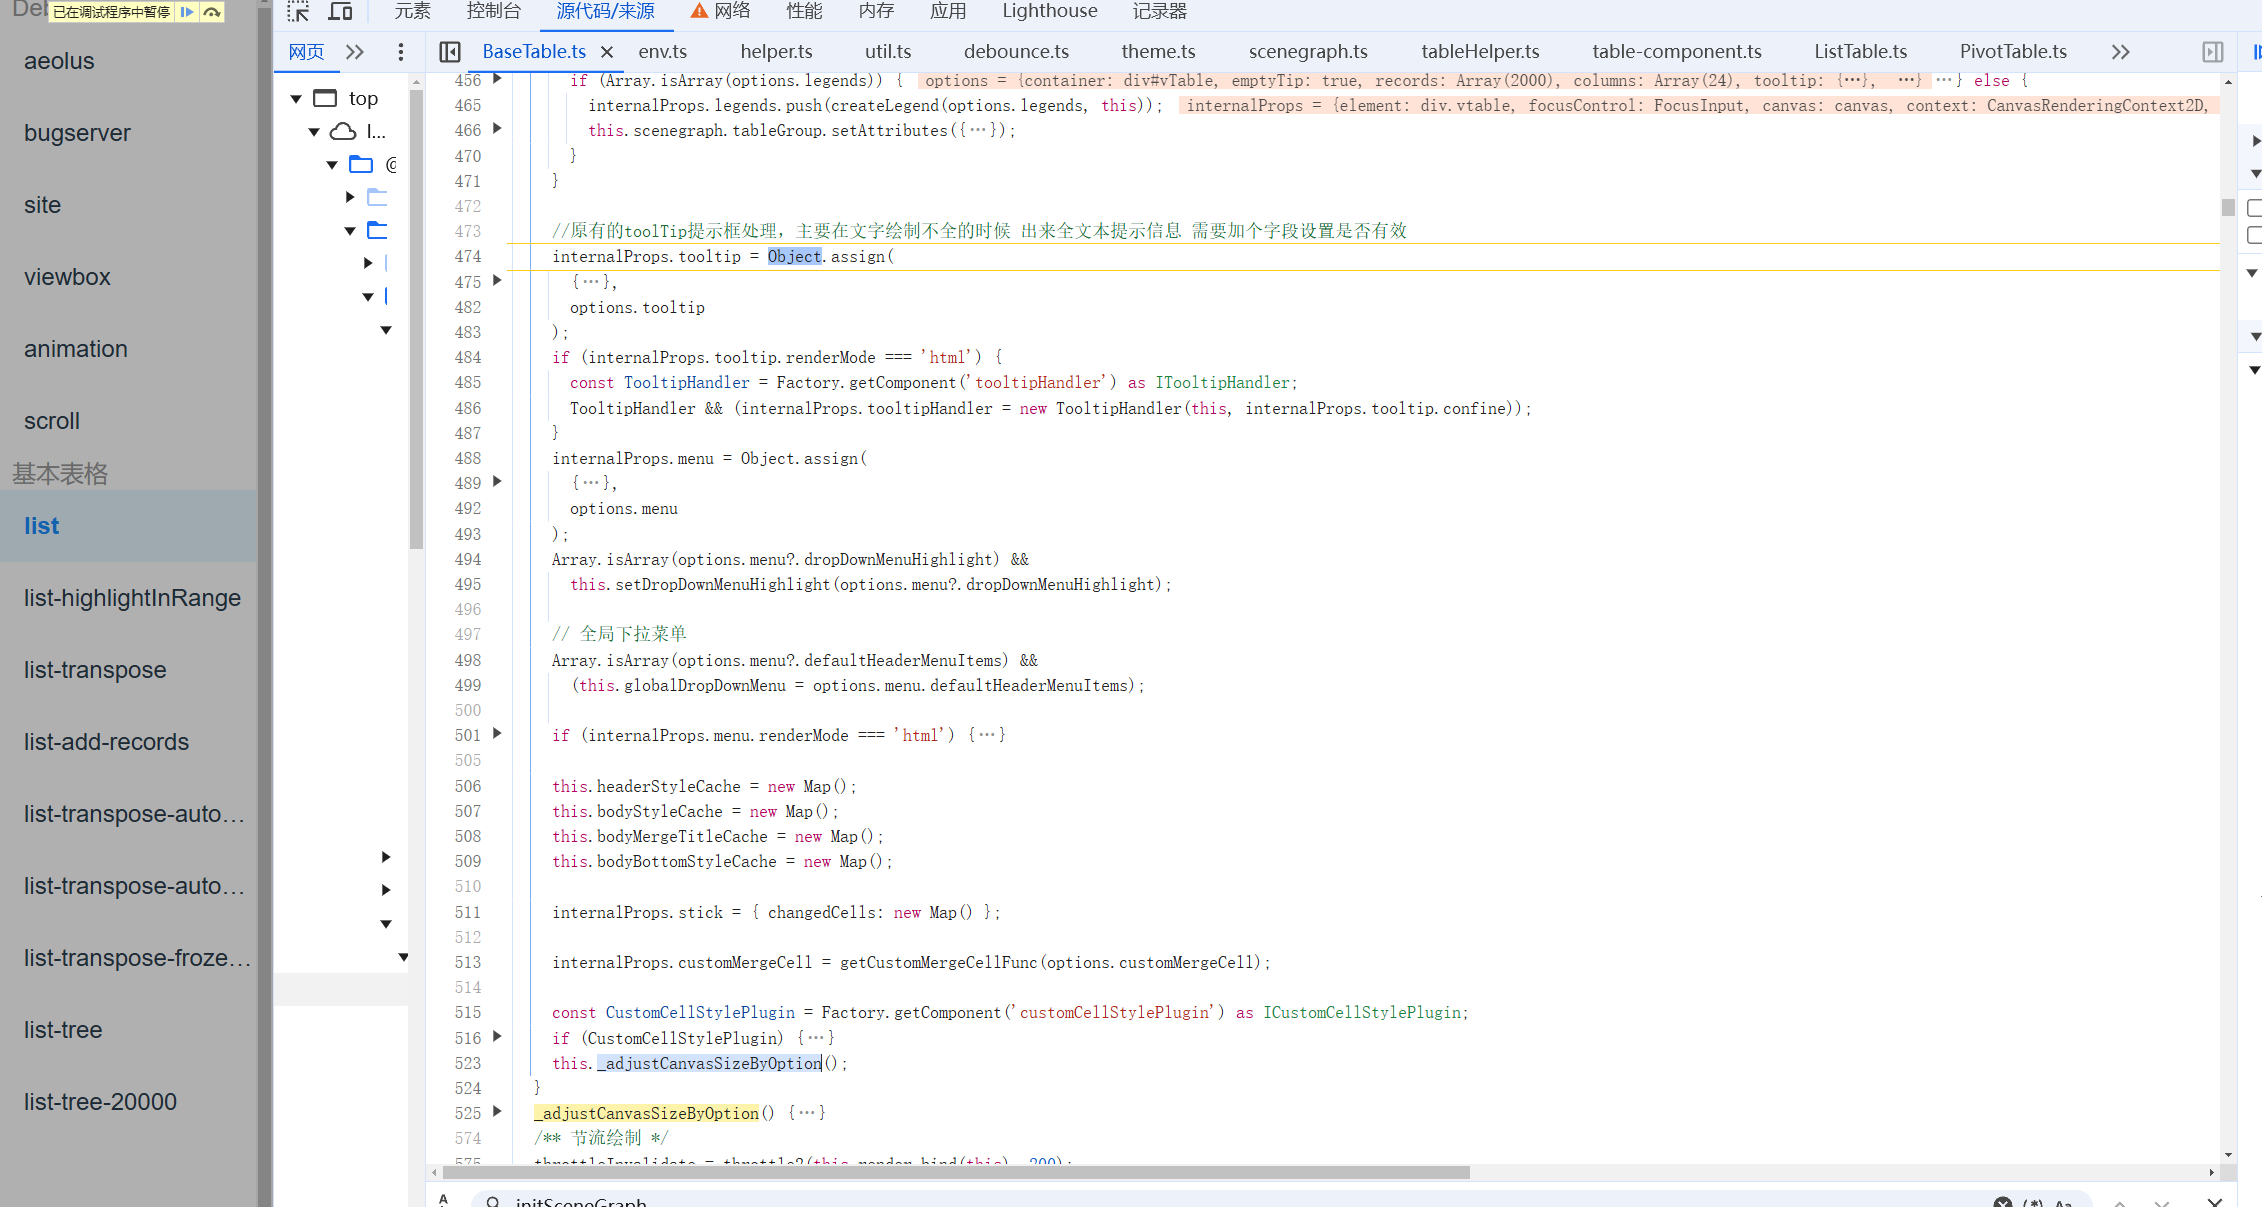 已在调试程序中暂停
aeolus
bugserver
site
viewbox
animation
scroll
基本表格
list
list-highlightInRange
list-transpose
list-add-records
list-transpose-auto…
list-transpose-auto…
list-transpose-froze…
list-tree
list-tree-20000
元素 控制台 源代码/来源 网络 性能 内存 应用 Lighthouse 记录器
网页
BaseTable.ts env.ts helper.ts util.ts debounce.ts theme.ts scenegraph.ts tableHelper.ts table-component.ts ListTable.ts PivotTable.ts
top
l...
@
456 if (Array.isArray(options.legends)) { options = {container: div#vTable, emptyTip: true, records: Array(2000), columns: Array(24), tooltip: {…}, …} … } else {
465 internalProps.legends.push(createLegend(options.legends, this)); internalProps = {element: div.vtable, focusControl: FocusInput, canvas: canvas, context: CanvasRenderingContext2D,
466 this.scenegraph.tableGroup.setAttributes({…});
470 }
471 }
472
473 //原有的toolTip提示框处理，主要在文字绘制不全的时候 出来全文本提示信息 需要加个字段设置是否有效
474 internalProps.tooltip = Object.assign(
475 {…},
482 options.tooltip
483 );
484 if (internalProps.tooltip.renderMode === 'html') {
485 const TooltipHandler = Factory.getComponent('tooltipHandler') as ITooltipHandler;
486 TooltipHandler && (internalProps.tooltipHandler = new TooltipHandler(this, internalProps.tooltip.confine));
487 }
488 internalProps.menu = Object.assign(
489 {…},
492 options.menu
493 );
494 Array.isArray(options.menu?.dropDownMenuHighlight) &&
495 this.setDropDownMenuHighlight(options.menu?.dropDownMenuHighlight);
496
497 // 全局下拉菜单
498 Array.isArray(options.menu?.defaultHeaderMenuItems) &&
499 (this.globalDropDownMenu = options.menu.defaultHeaderMenuItems);
500
501 if (internalProps.menu.renderMode === 'html') {…}
505
506 this.headerStyleCache = new Map();
507 this.bodyStyleCache = new Map();
508 this.bodyMergeTitleCache = new Map();
509 this.bodyBottomStyleCache = new Map();
510
511 internalProps.stick = { changedCells: new Map() };
512
513 internalProps.customMergeCell = getCustomMergeCellFunc(options.customMergeCell);
514
515 const CustomCellStylePlugin = Factory.getComponent('customCellStylePlugin') as ICustomCellStylePlugin;
516 if (CustomCellStylePlugin) {…}
523 this._adjustCanvasSizeByOption();
524 }
525 _adjustCanvasSizeByOption() {…}
574 /** 节流绘制 */
575 throttleInvalidate = throttle2(this.render.bind(this), 200);
initSceneGraph